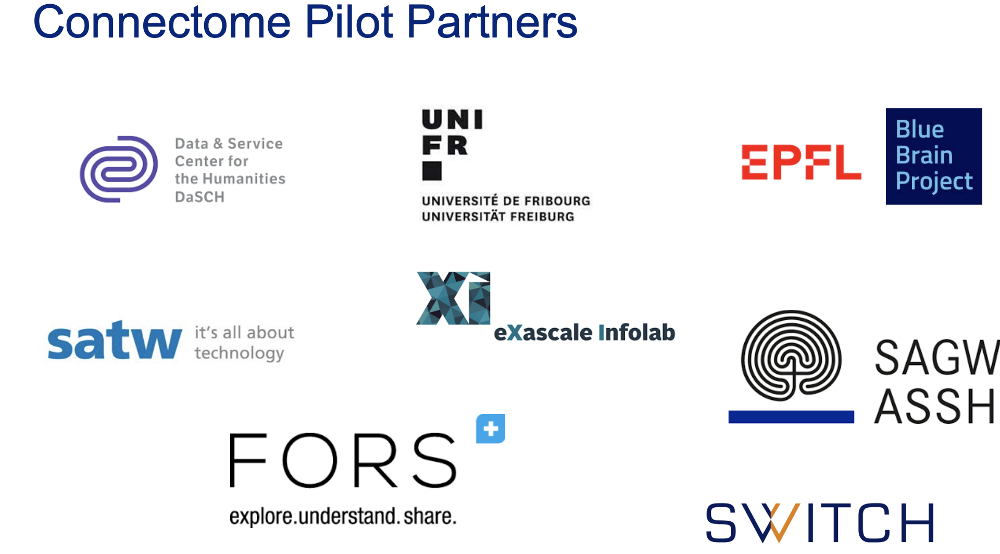 Connectome Pilot Partners
Data & Service
Center for
the Humanities
DaSCH
UNI
FR
UNIVERSITÉ DE FRIBOURG
UNIVERSITÄT FREIBURG
EPFL
Blue
Brain
Project
satw
it's all about
technology
Xi
eXascale Infolab
SAGW
ASSH
FORS
explore.understand. share.
SWITCH